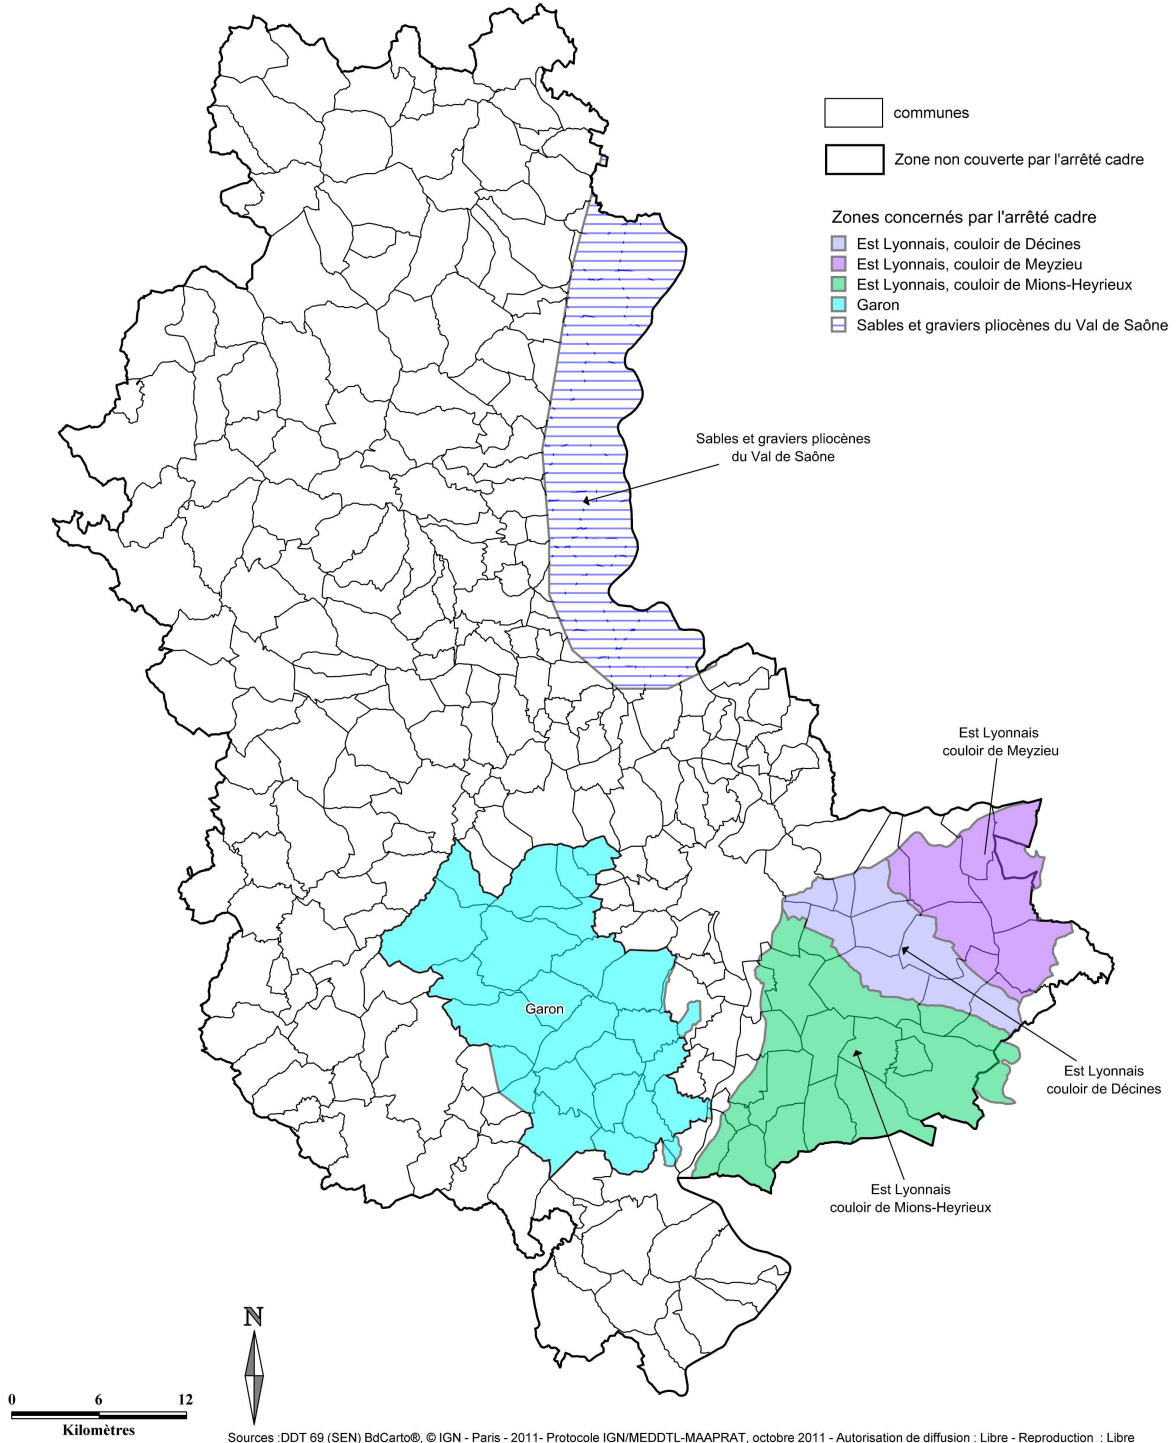 communes
Zone non couverte par l'arrêté cadre
Zones concernés par l'arrêté cadre
Est Lyonnais, couloir de Décines
Est Lyonnais, couloir de Meyzieu
Est Lyonnais, couloir de Mions-Heyrieux
Garon
Sables et graviers pliocènes du Val de Saône
Sables et graviers pliocènes
du Val de Saône
Est Lyonnais
couloir de Meyzieu
Garon
Est Lyonnais
couloir de Décines
Est Lyonnais
couloir de Mions-Heyrieux
N
0 6 12
Kilomètres
Sources :DDT 69 (SEN) BdCarto®, © IGN - Paris - 2011- Protocole IGN/MEDDTL-MAAPRAT, octobre 2011 - Autorisation de diffusion : Libre - Reproduction : Libre